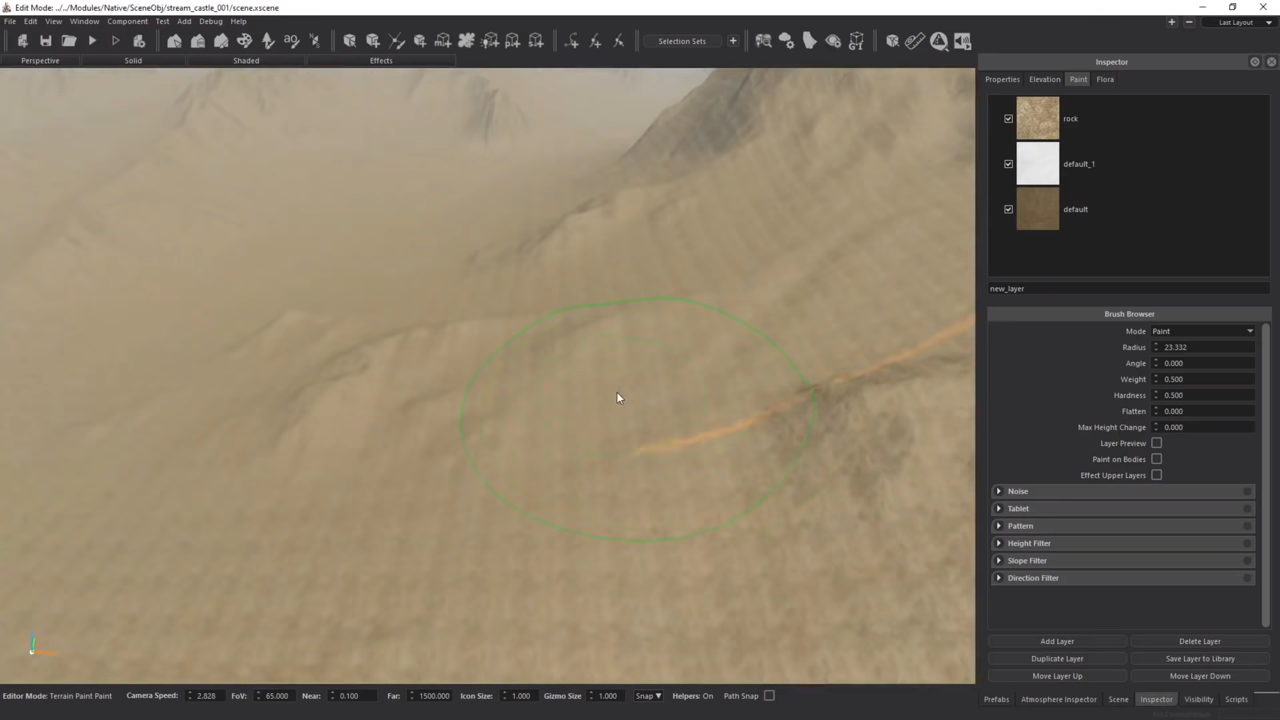 Edit Mode: ../../Modules/Native/SceneObj/stream_castle_001/scene.xscene
File Edit View Window Component Test Add Debug Help
Last Layout
Selection Sets
Perspective Solid Shaded Effects
Inspector
Properties Elevation Paint Flora
rock
default_1
default
new_layer
Brush Browser
Mode Paint
Radius 23.332
Angle 0.000
Weight 0.500
Hardness 0.500
Flatten 0.000
Max Height Change 0.000
Layer Preview
Paint on Bodies
Effect Upper Layers
Noise
Tablet
Pattern
Height Filter
Slope Filter
Direction Filter
Add Layer Delete Layer
Duplicate Layer Save Layer to Library
Move Layer Up Move Layer Down
Editor Mode: Terrain Paint Paint Camera Speed: 2.828 FoV: 65.000 Near: 0.100 Far: 1500.000 Icon Size: 1.000 Gizmo Size 1.000 Snap Helpers: On Path Snap
Prefabs Atmosphere Inspector Scene Inspector Visibility Scripts